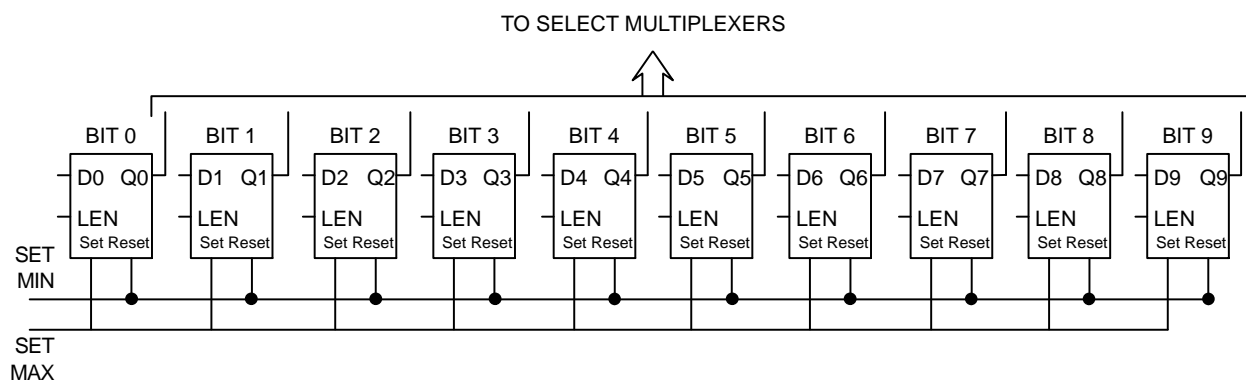 TO SELECT MULTIPLEXERS
BIT 0 BIT 1 BIT 2 BIT 3 BIT 4 BIT 5 BIT 6 BIT 7 BIT 8 BIT 9
D0 Q0 D1 Q1 D2 Q2 D3 Q3 D4 Q4 D5 Q5 D6 Q6 D7 Q7 D8 Q8 D9 Q9
LEN LEN LEN LEN LEN LEN LEN LEN LEN LEN
Set Reset Set Reset Set Reset Set Reset Set Reset Set Reset Set Reset Set Reset Set Reset Set Reset
SET
MIN
SET
MAX